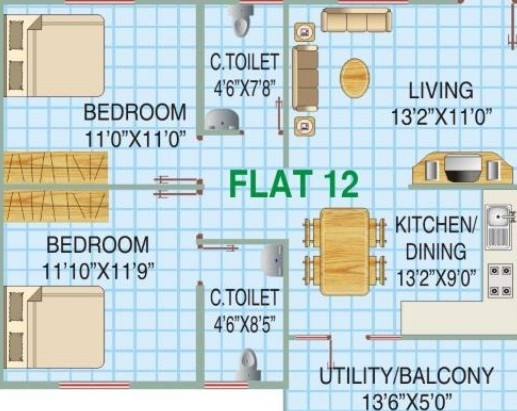 C.TOILET
4'6"X7'8"
BEDROOM
11'0"X11'0"
LIVING
13'2"X11'0"
FLAT 12
BEDROOM
11'10"X11'9"
KITCHEN/
DINING
13'2"X9'0"
C.TOILET
4'6"X8'5"
UTILITY/BALCONY
13'6"X5'0"